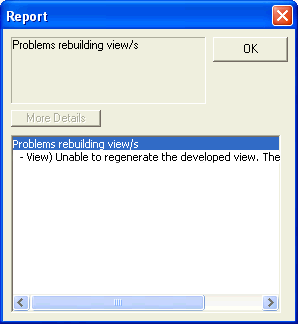 Report
Problems rebuilding view/s
OK
More Details
Problems rebuilding view/s
- View) Unable to regenerate the developed view. The